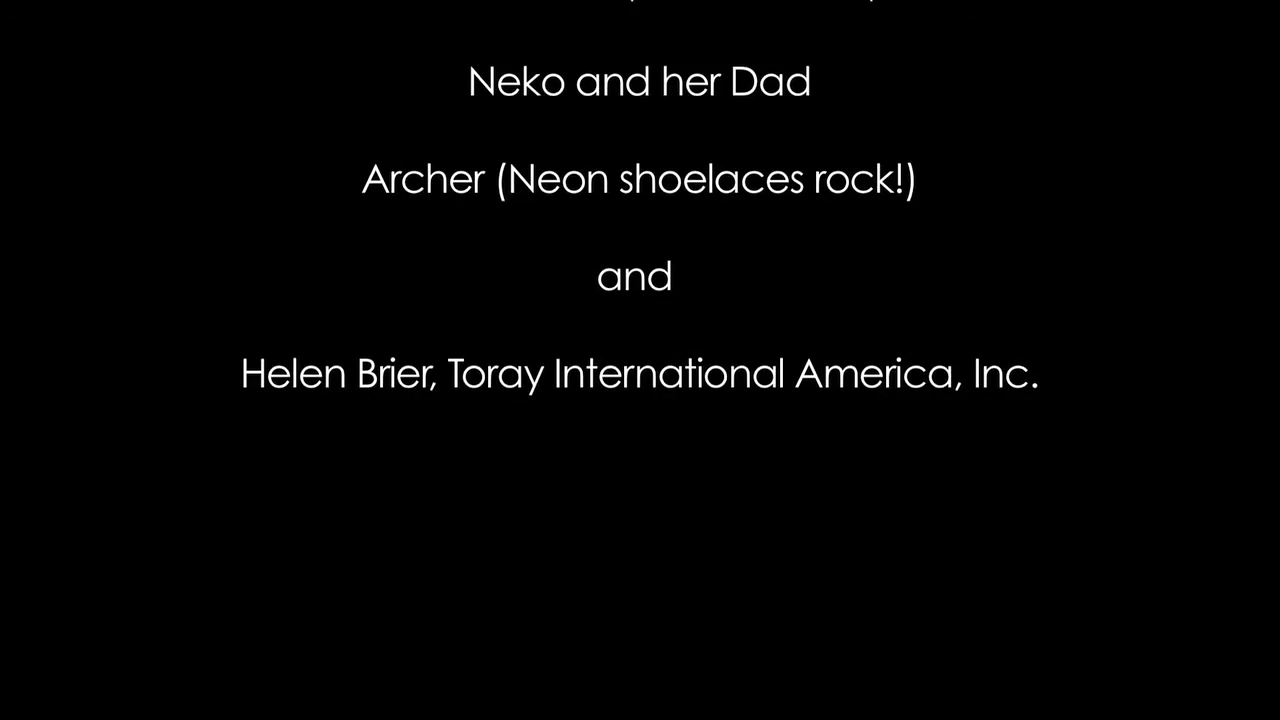 Neko and her Dad
Archer (Neon shoelaces rock!)
and
Helen Brier, Toray International America, Inc.